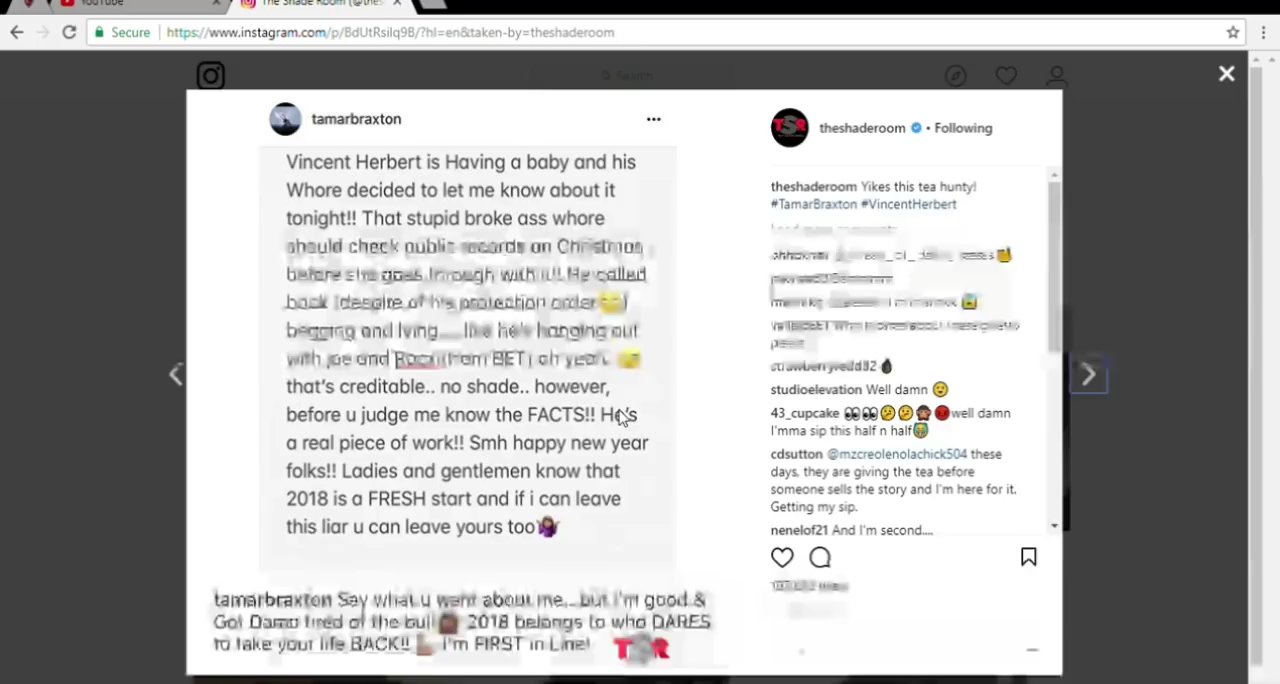 YouTube
The Shade Room (@thes
Secure
https://www.instagram.com/p/BdUtRsilq9B/?hl=en&taken-by=theshaderoom
Search
tamarbraxton
Vincent Herbert is Having a baby and his
Whore decided to let me know about it
tonight!! That stupid broke ass whore
should check public records on Christmas
before she goes through with it!! He called
back (despite of his protection order
begging and lying.... like he's hanging out
with joe and (from BET) oh yeah..
that's creditable.. no shade.. however,
before u judge me know the FACTS!! He's
a real piece of work!! Smh happy new year
folks!! Ladies and gentlemen know that
2018 is a FRESH start and if i can leave
this liar u can leave yours too🤷🏾‍♀️
tamarbraxton Say what u want about me...but I'm good &
Got Damn tired of the bull 2018 belongs to who DARES
to take your life BACK!! I'm FIRST in Line!
TSR
TSR
theshaderoom • Following
theshaderoom Yikes this tea hunty!
#TamarBraxton #VincentHerbert
strawberrywedd32
studioelevation Well damn 😮
43_cupcake 👀👀😕😕🙊😡well damn
I'mma sip this half n half
cdsutton @mzcreolenolachick504 these
days, they are giving the tea before
someone sells the story and I'm here for it.
Getting my sip.
nenelof21 And I'm second....